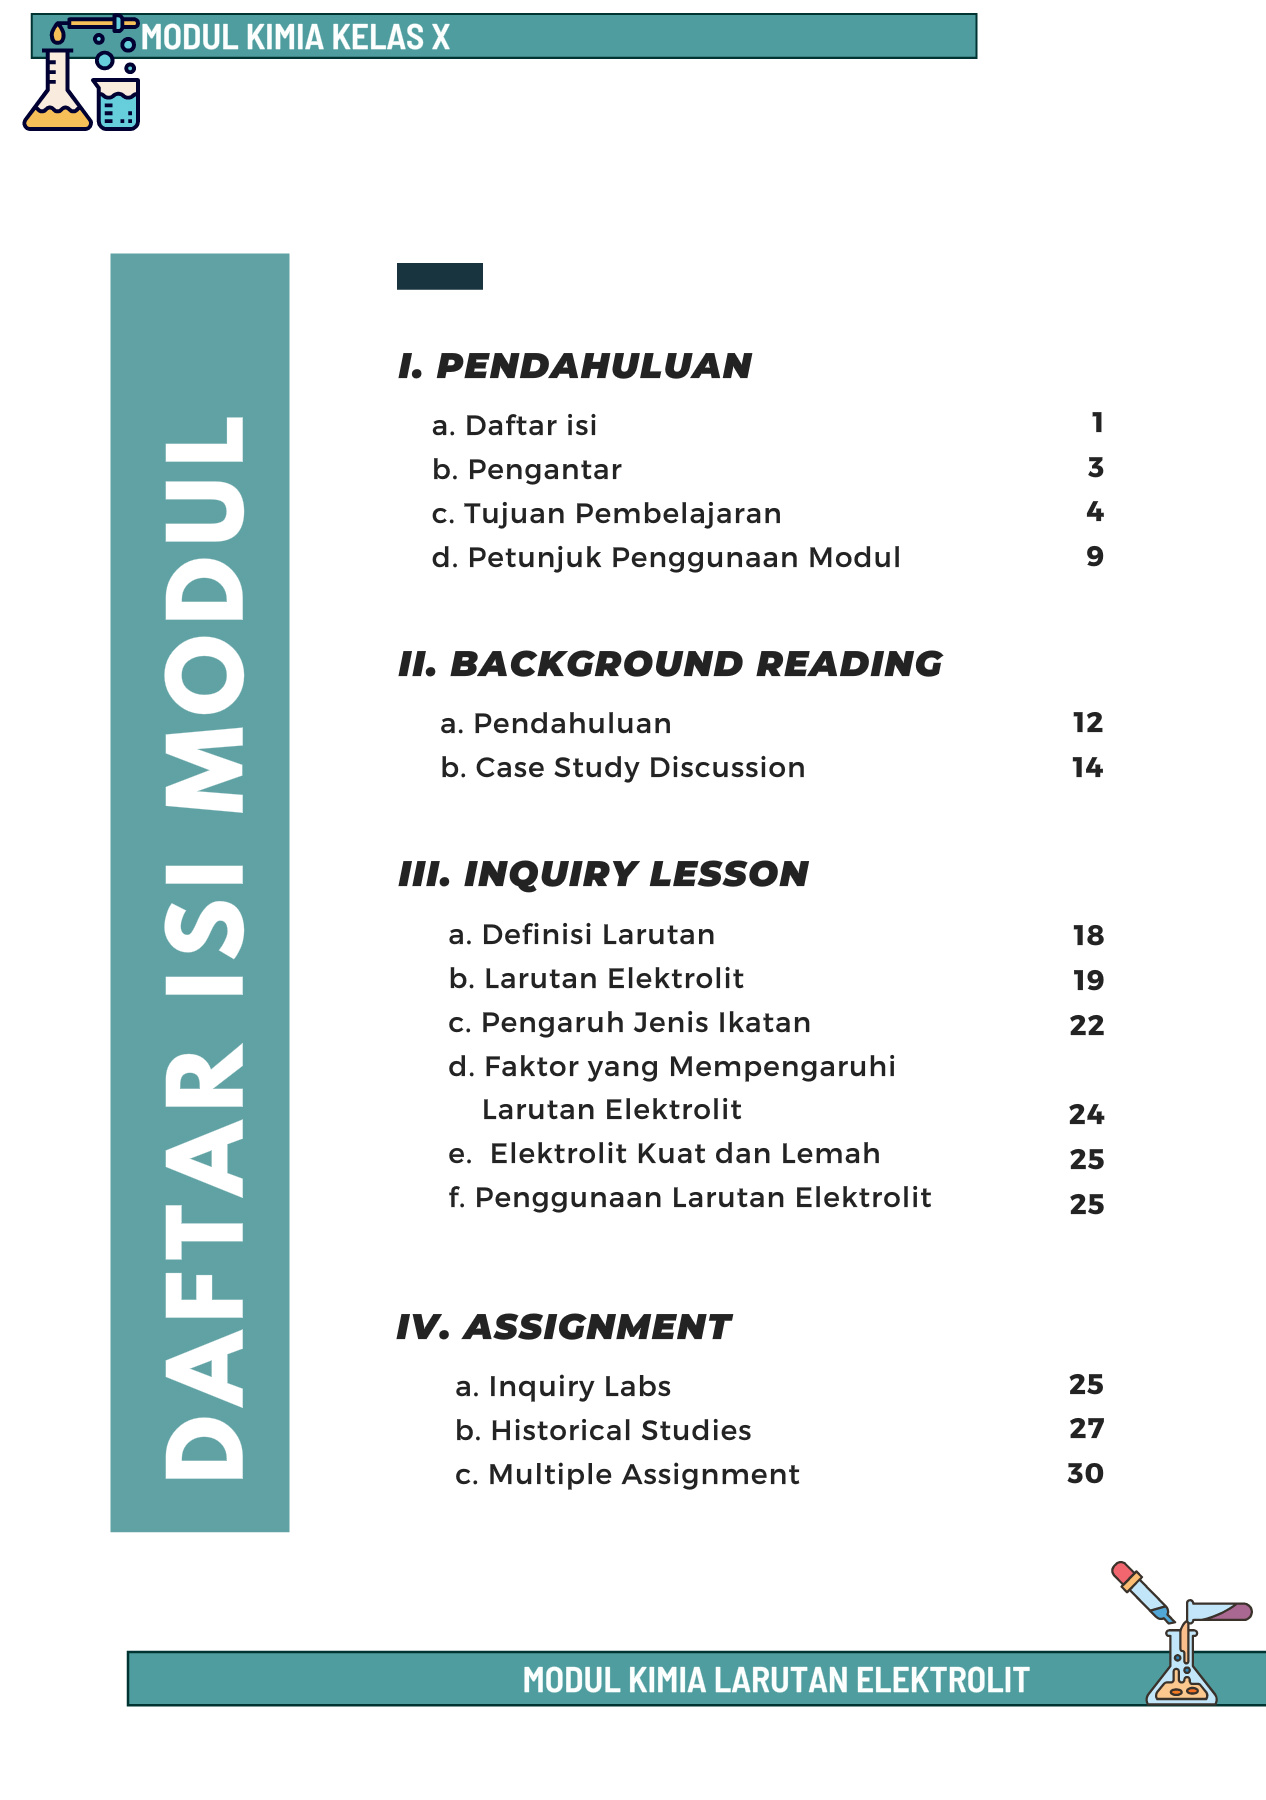 MODUL KIMIA KELAS X
DAFTAR ISI MODUL
I. PENDAHULUAN
a. Daftar isi 1
b. Pengantar 3
c. Tujuan Pembelajaran 4
d. Petunjuk Penggunaan Modul 9
II. BACKGROUND READING
a. Pendahuluan 12
b. Case Study Discussion 14
III. INQUIRY LESSON
a. Definisi Larutan 18
b. Larutan Elektrolit 19
c. Pengaruh Jenis Ikatan 22
d. Faktor yang Mempengaruhi
Larutan Elektrolit 24
e. Elektrolit Kuat dan Lemah 25
f. Penggunaan Larutan Elektrolit 25
IV. ASSIGNMENT
a. Inquiry Labs 25
b. Historical Studies 27
c. Multiple Assignment 30
MODUL KIMIA LARUTAN ELEKTROLIT